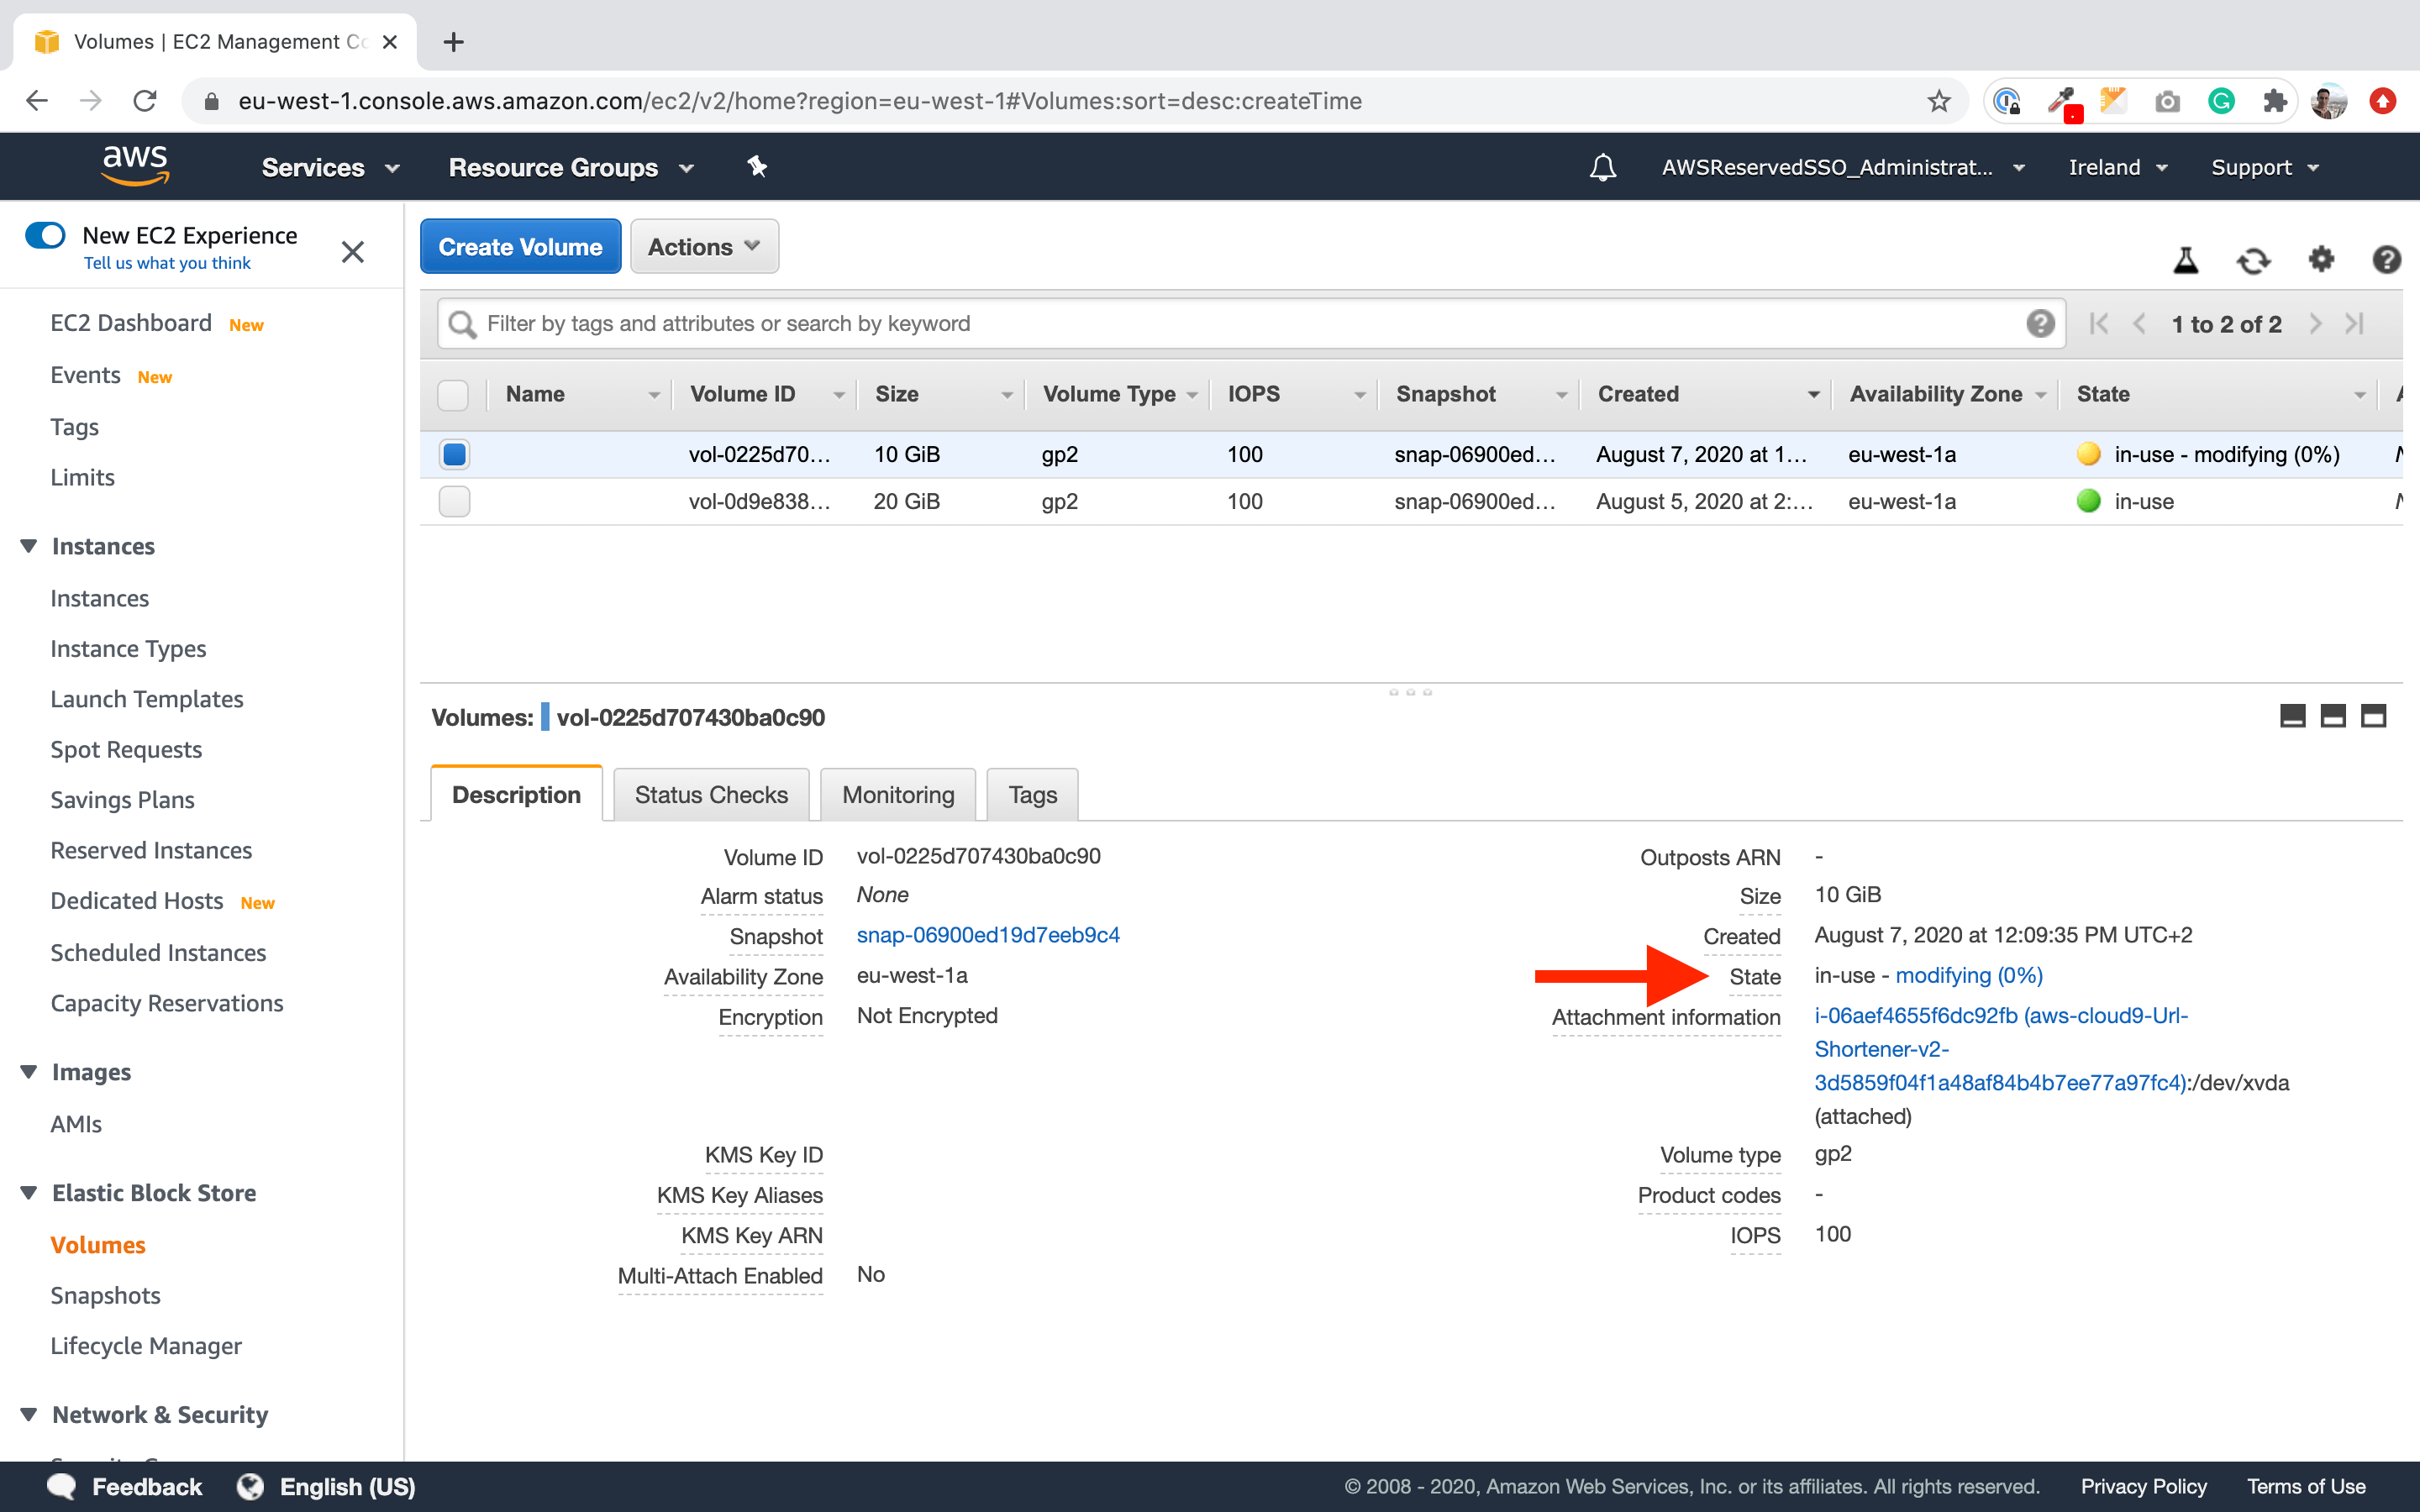 Volumes | EC2 Management Co
eu-west-1.console.aws.amazon.com/ec2/v2/home?region=eu-west-1#Volumes:sort=desc:createTime
aws Services Resource Groups AWSReservedSSO_Administrat... Ireland Support
New EC2 Experience
Tell us what you think
EC2 Dashboard New
Events New
Tags
Limits
Instances
Instances
Instance Types
Launch Templates
Spot Requests
Savings Plans
Reserved Instances
Dedicated Hosts New
Scheduled Instances
Capacity Reservations
Images
AMIs
Elastic Block Store
Volumes
Snapshots
Lifecycle Manager
Network & Security
Create Volume Actions
Filter by tags and attributes or search by keyword 1 to 2 of 2
Name Volume ID Size Volume Type IOPS Snapshot Created Availability Zone State
vol-0225d70... 10 GiB gp2 100 snap-06900ed... August 7, 2020 at 1... eu-west-1a in-use - modifying (0%)
vol-0d9e838... 20 GiB gp2 100 snap-06900ed... August 5, 2020 at 2:... eu-west-1a in-use
Volumes: vol-0225d707430ba0c90
Description Status Checks Monitoring Tags
Volume ID vol-0225d707430ba0c90
Alarm status None
Snapshot snap-06900ed19d7eeb9c4
Availability Zone eu-west-1a
Encryption Not Encrypted
KMS Key ID
KMS Key Aliases
KMS Key ARN
Multi-Attach Enabled No
Outposts ARN -
Size 10 GiB
Created August 7, 2020 at 12:09:35 PM UTC+2
State in-use - modifying (0%)
Attachment information i-06aef4655f6dc92fb (aws-cloud9-Url-
Shortener-v2-
3d5859f04f1a48af84b4b7ee77a97fc4):/dev/xvda
(attached)
Volume type gp2
Product codes -
IOPS 100
Feedback English (US) © 2008 - 2020, Amazon Web Services, Inc. or its affiliates. All rights reserved. Privacy Policy Terms of Use